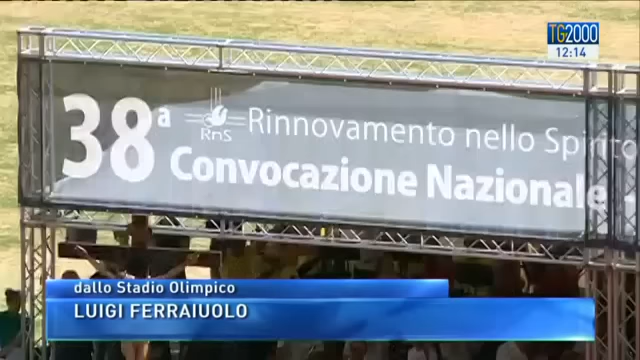 TG2000
12:14
38a RnS Rinnovamento nello Spirito
Convocazione Nazionale -
dallo Stadio Olimpico
LUIGI FERRAIUOLO